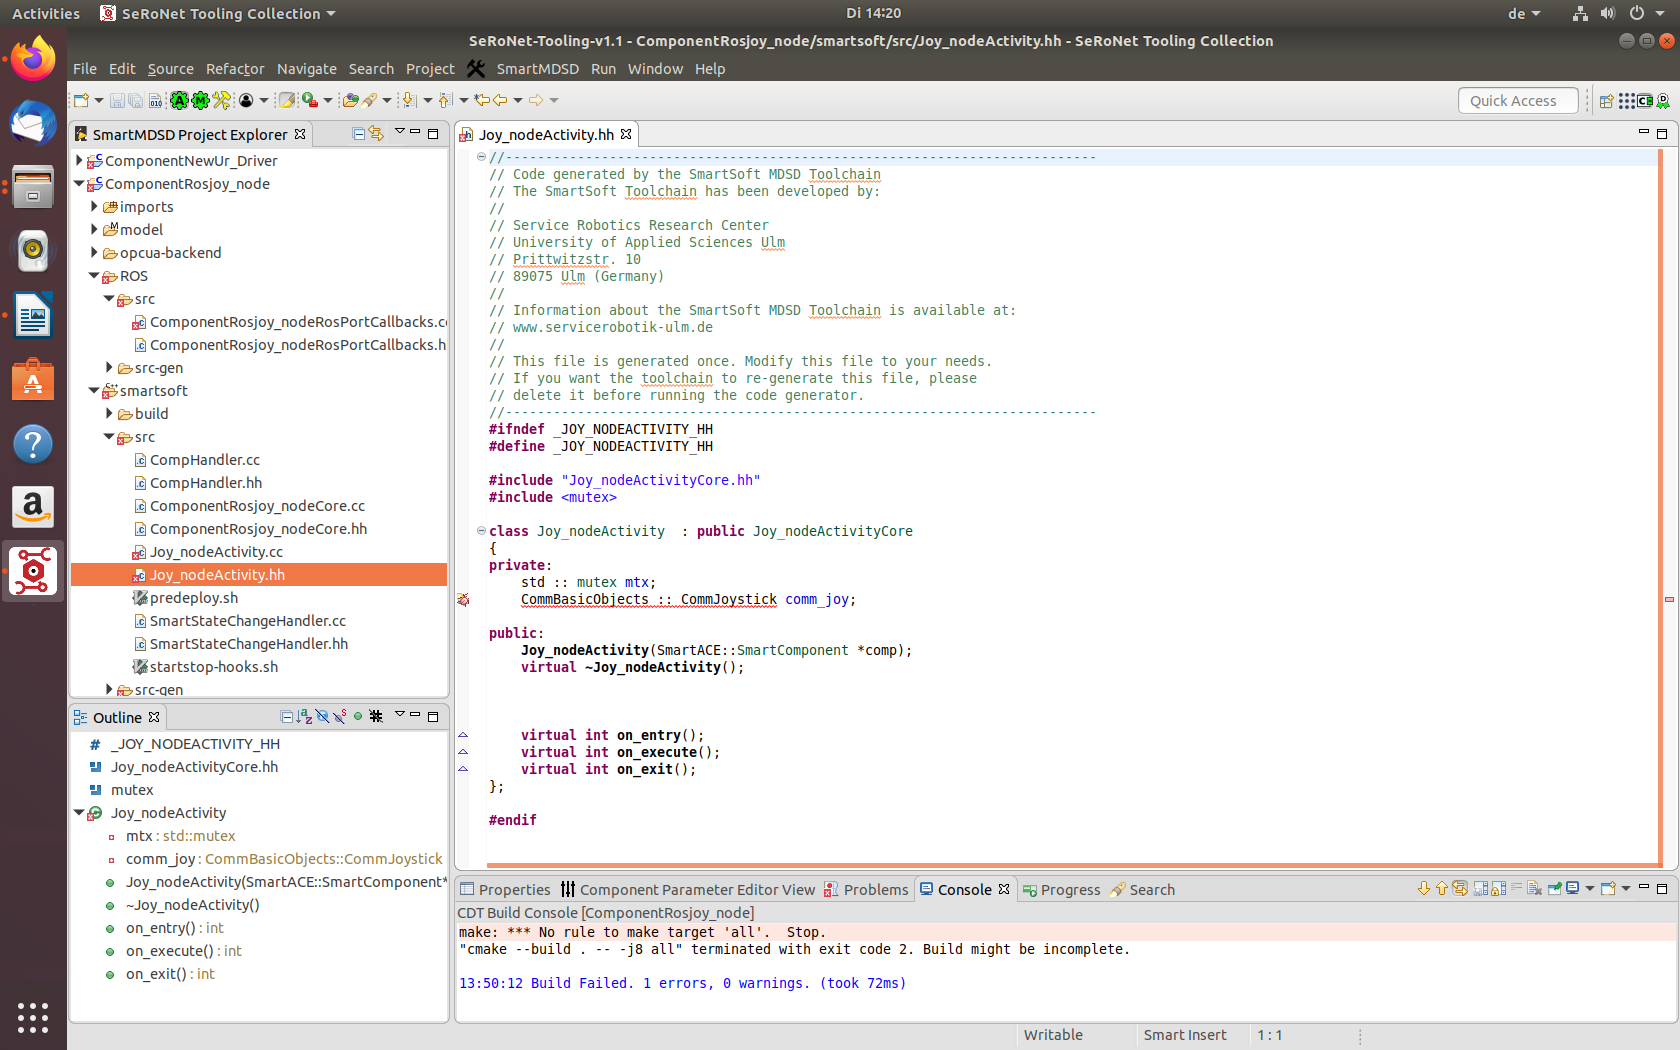 Activities
SeRoNet Tooling Collection
Di 14:20
de
SeRoNet-Tooling-v1.1 - ComponentRosjoy_node/smartsoft/src/Joy_nodeActivity.hh - SeRoNet Tooling Collection
File Edit Source Refactor Navigate Search Project SmartMDSD Run Window Help
Quick Access
SmartMDSD Project Explorer
ComponentNewUr_Driver
ComponentRosjoy_node
imports
model
opcua-backend
ROS
src
ComponentRosjoy_nodeRosPortCallbacks.c
ComponentRosjoy_nodeRosPortCallbacks.h
src-gen
smartsoft
build
src
CompHandler.cc
CompHandler.hh
ComponentRosjoy_nodeCore.cc
ComponentRosjoy_nodeCore.hh
Joy_nodeActivity.cc
Joy_nodeActivity.hh
predeploy.sh
SmartStateChangeHandler.cc
SmartStateChangeHandler.hh
startstop-hooks.sh
src-gen
Outline
_JOY_NODEACTIVITY_HH
Joy_nodeActivityCore.hh
mutex
Joy_nodeActivity
mtx : std::mutex
comm_joy : CommBasicObjects::CommJoystick
Joy_nodeActivity(SmartACE::SmartComponent*
~Joy_nodeActivity()
on_entry() : int
on_execute() : int
on_exit() : int
Joy_nodeActivity.hh
//--------------------------------------------------------------------------
// Code generated by the SmartSoft MDSD Toolchain
// The SmartSoft Toolchain has been developed by:
//
// Service Robotics Research Center
// University of Applied Sciences Ulm
// Prittwitzstr. 10
// 89075 Ulm (Germany)
//
// Information about the SmartSoft MDSD Toolchain is available at:
// www.servicerobotik-ulm.de
//
// This file is generated once. Modify this file to your needs.
// If you want the toolchain to re-generate this file, please
// delete it before running the code generator.
//--------------------------------------------------------------------------
#ifndef _JOY_NODEACTIVITY_HH
#define _JOY_NODEACTIVITY_HH
#include "Joy_nodeActivityCore.hh"
#include <mutex>
class Joy_nodeActivity  : public Joy_nodeActivityCore
{
private:
std :: mutex mtx;
CommBasicObjects :: CommJoystick comm_joy;
public:
Joy_nodeActivity(SmartACE::SmartComponent *comp);
virtual ~Joy_nodeActivity();
virtual int on_entry();
virtual int on_execute();
virtual int on_exit();
};
#endif
Properties Component Parameter Editor View Problems Console Progress Search
CDT Build Console [ComponentRosjoy_node]
make: *** No rule to make target 'all'.  Stop.
"cmake --build . -- -j8 all" terminated with exit code 2. Build might be incomplete.
13:50:12 Build Failed. 1 errors, 0 warnings. (took 72ms)
Writable
Smart Insert
1 : 1